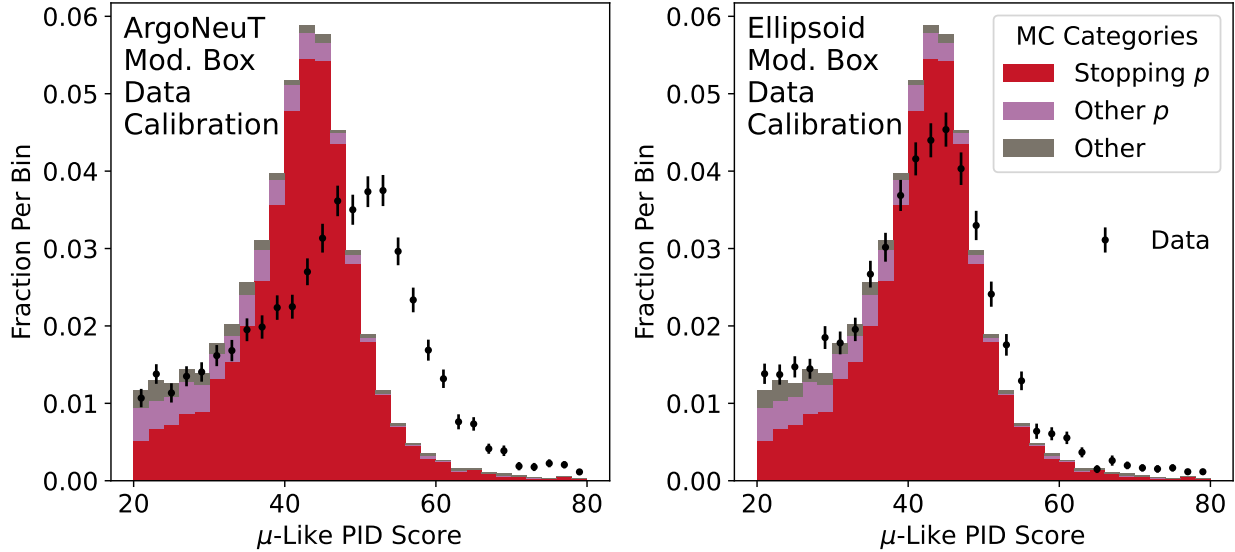 ArgoNeuT
Mod. Box
Data
Calibration
Fraction Per Bin
0.06
0.05
0.04
0.03
0.02
0.01
0.00
20 40 60 80
μ-Like PID Score
Ellipsoid
Mod. Box
Data
Calibration
MC Categories
Stopping p
Other p
Other
Data
Fraction Per Bin
0.06
0.05
0.04
0.03
0.02
0.01
0.00
20 40 60 80
μ-Like PID Score